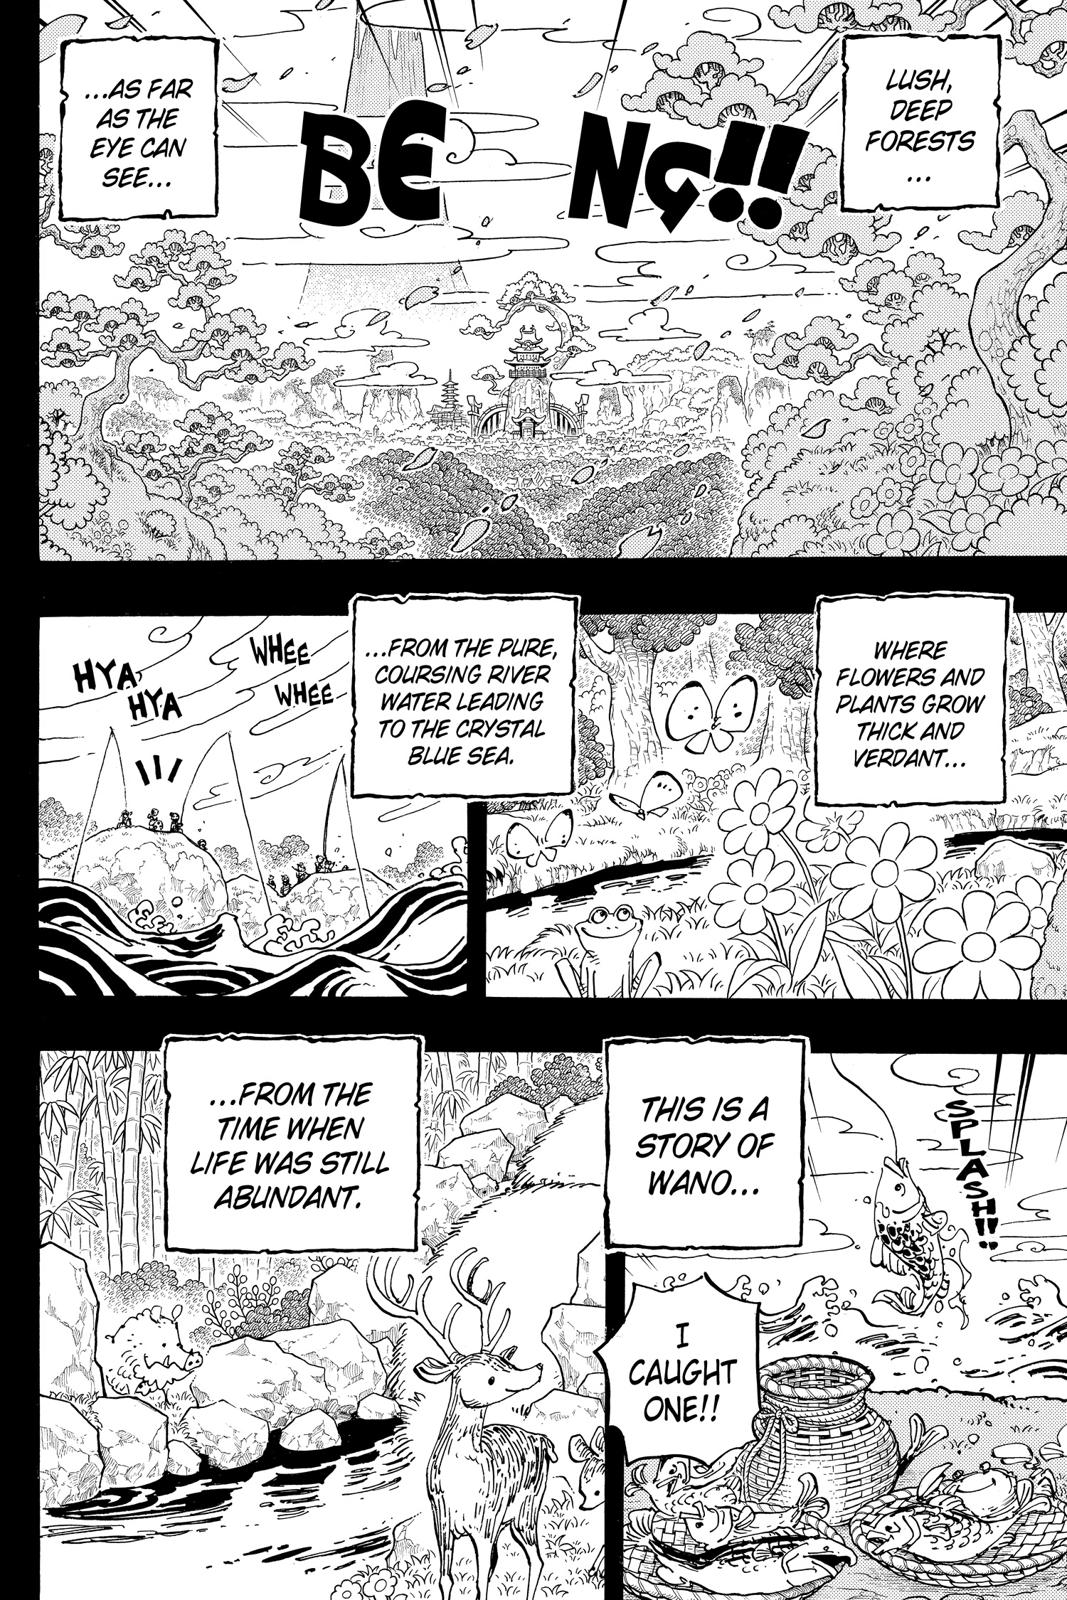 LUSH,
DEEP
FORESTS
...
BE NG!!
...AS FAR
AS THE
EYE CAN
SEE...
WHERE
FLOWERS AND
PLANTS GROW
THICK AND
VERDANT...
...FROM THE PURE,
COURSING RIVER
WATER LEADING
TO THE CRYSTAL
BLUE SEA.
WHEE
WHEE
HYA
HYA
SPLASH!!
THIS IS A
STORY OF
WANO...
I
CAUGHT
ONE!!
...FROM THE
TIME WHEN
LIFE WAS STILL
ABUNDANT.